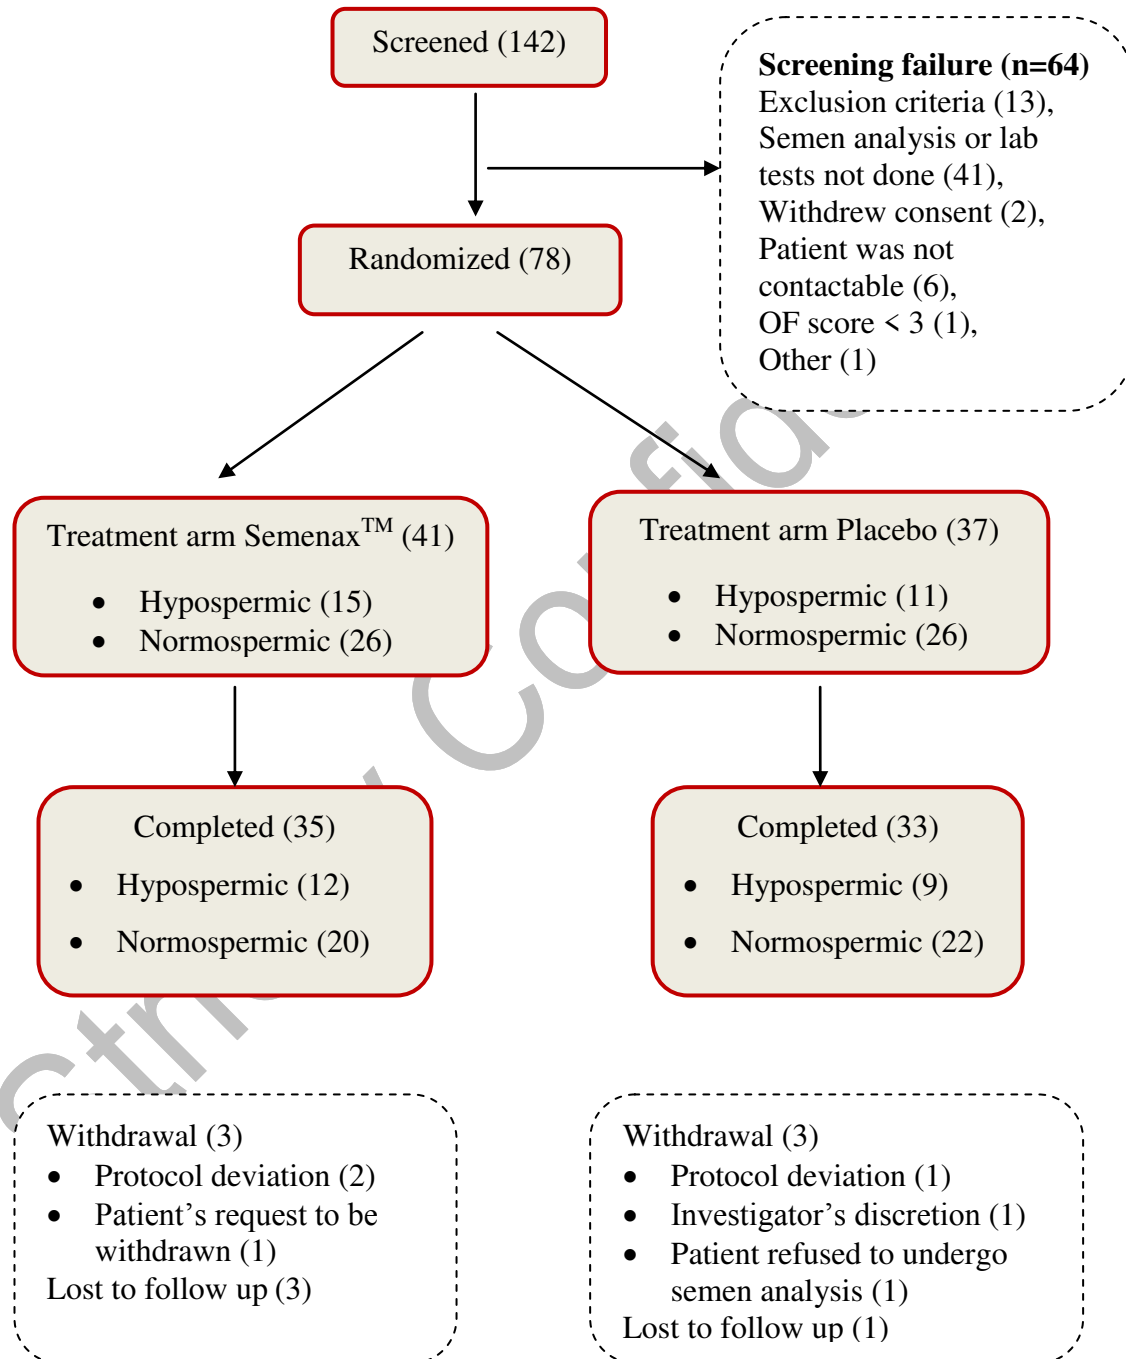 Screened (142)
Screening failure (n=64)
Exclusion criteria (13),
Semen analysis or lab
tests not done (41),
Withdrew consent (2),
Patient was not
contactable (6),
OF score < 3 (1),
Other (1)
Randomized (78)
Treatment arm Semenax™ (41)
• Hypospermic (15)
• Normospermic (26)
Treatment arm Placebo (37)
• Hypospermic (11)
• Normospermic (26)
Completed (35)
• Hypospermic (12)
• Normospermic (20)
Completed (33)
• Hypospermic (9)
• Normospermic (22)
Withdrawal (3)
• Protocol deviation (2)
• Patient's request to be
withdrawn (1)
Lost to follow up (3)
Withdrawal (3)
• Protocol deviation (1)
• Investigator's discretion (1)
• Patient refused to undergo
semen analysis (1)
Lost to follow up (1)